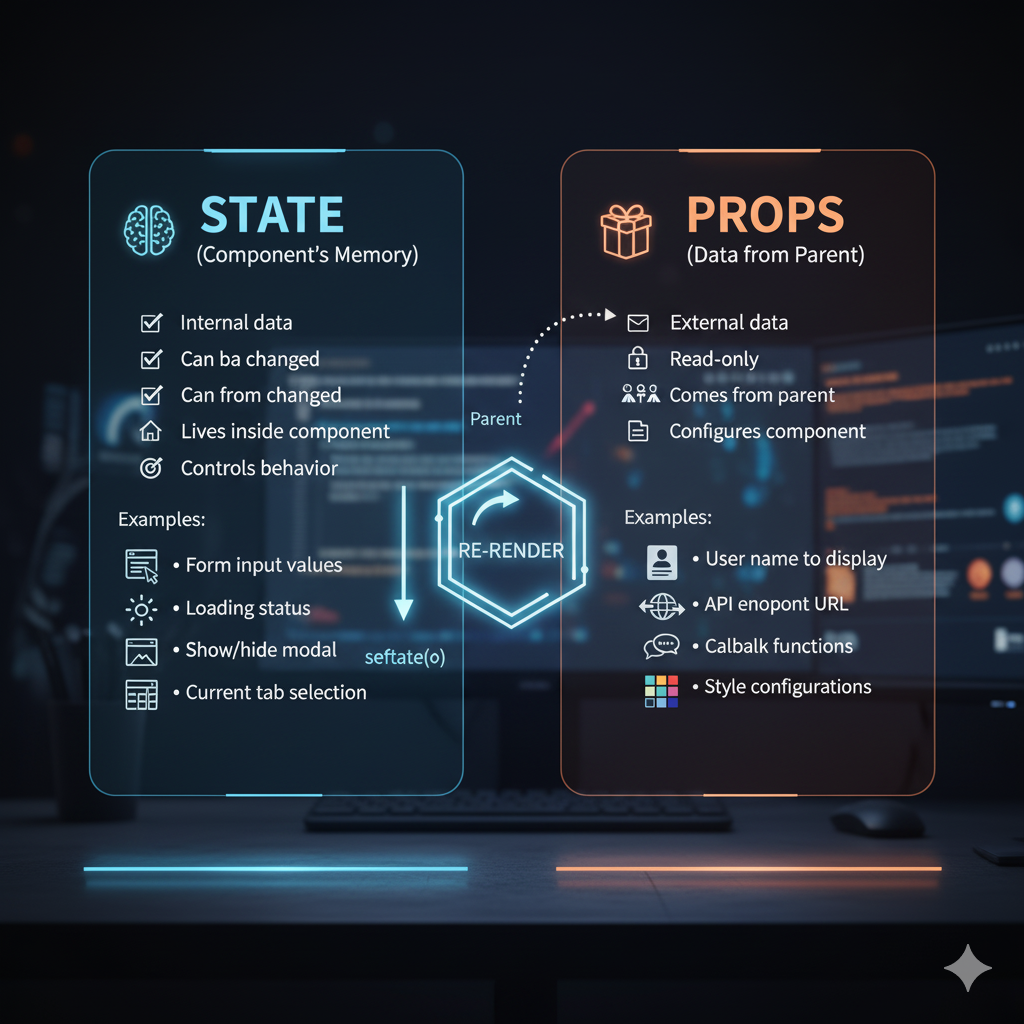 STATE
(Component's Memory)
Internal data
Can ba changed
Can from changed
Lives inside component
Controls behavior
Examples:
• Form input values
• Loading status
• Show/hide modal
• Current tab selection
Parent
RE-RENDER
seftate(o)
PROPS
(Data from Parent)
External data
Read-only
Comes from parent
Configures component
Examples:
• User name to display
• API enopont URL
• Calbalk functions
• Style configurations